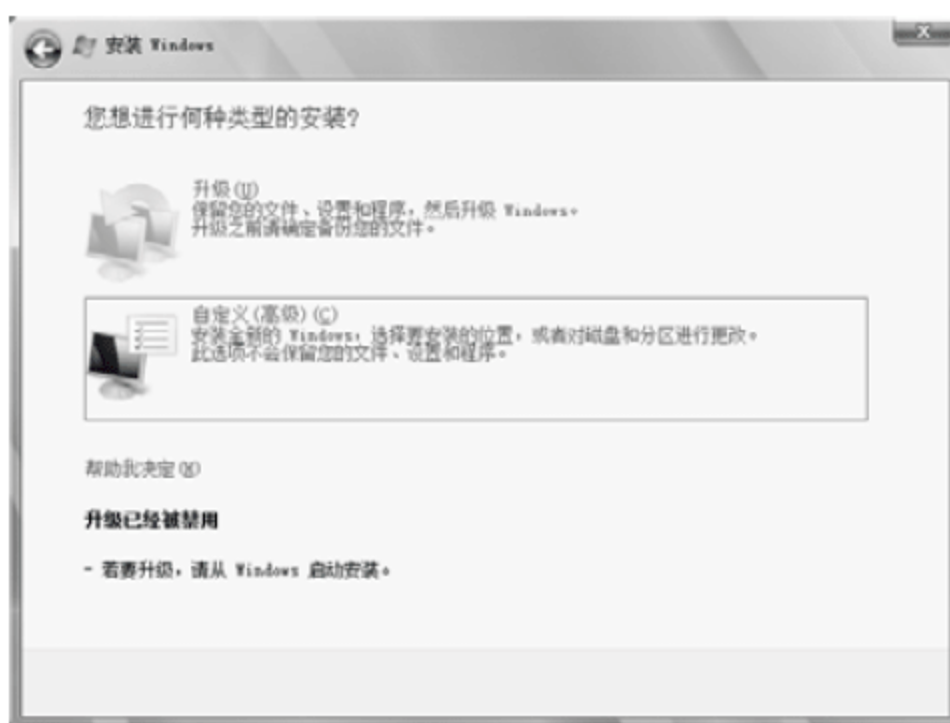 安装 Windows
您想进行何种类型的安装?
升级(U)
保留您的文件、设置和程序，然后升级 Windows。
升级之前请确定备份您的文件。
自定义(高级)(C)
安装全新的 Windows，选择要安装的位置，或者对磁盘和分区进行更改。
此选项不会保留您的文件、设置和程序。
帮助我决定(H)
升级已经被禁用
- 若要升级，请从 Windows 启动安装。